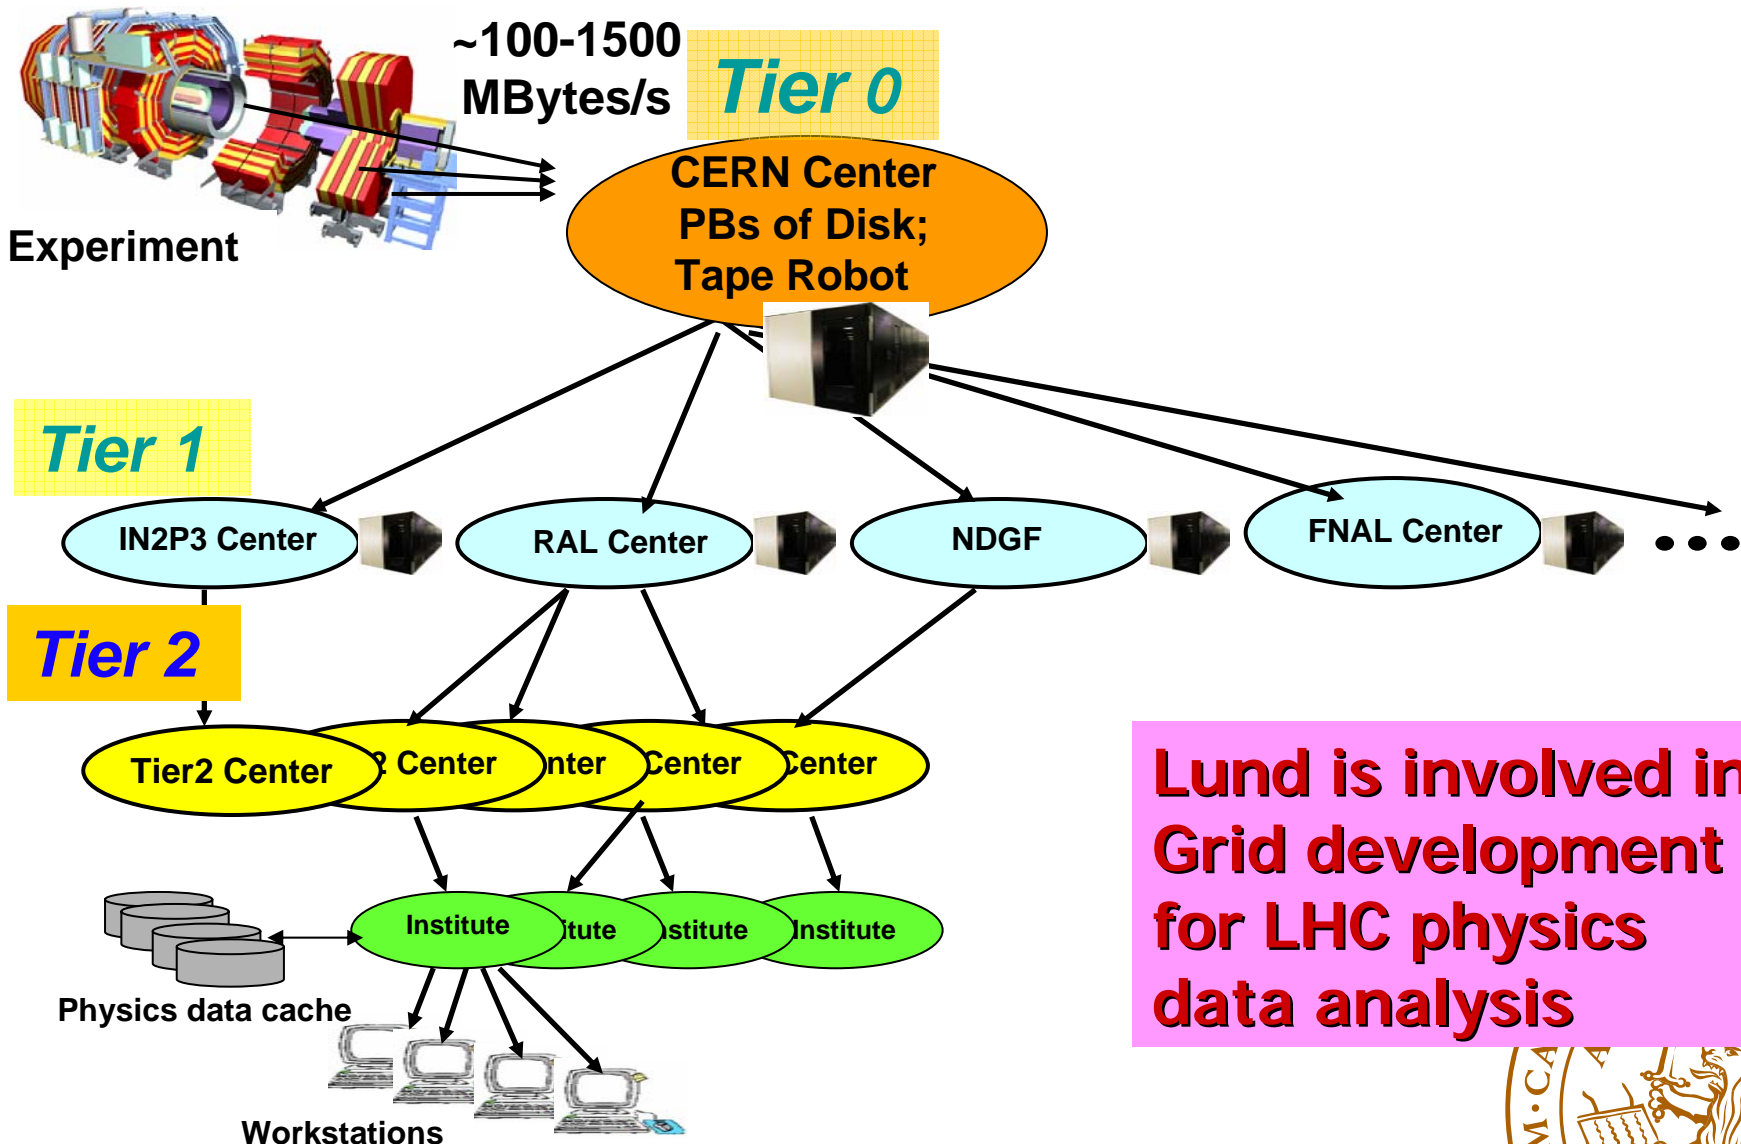 ~100-1500
MBytes/s
Tier 0
CERN Center
PBs of Disk;
Tape Robot
Experiment
Tier 1
IN2P3 Center
RAL Center
NDGF
FNAL Center
...
Tier 2
Tier2 Center
2 Center
nter
Center
Center
Lund is involved in
Grid development
for LHC physics
data analysis
Institute
itute
stitute
Institute
Physics data cache
Workstations